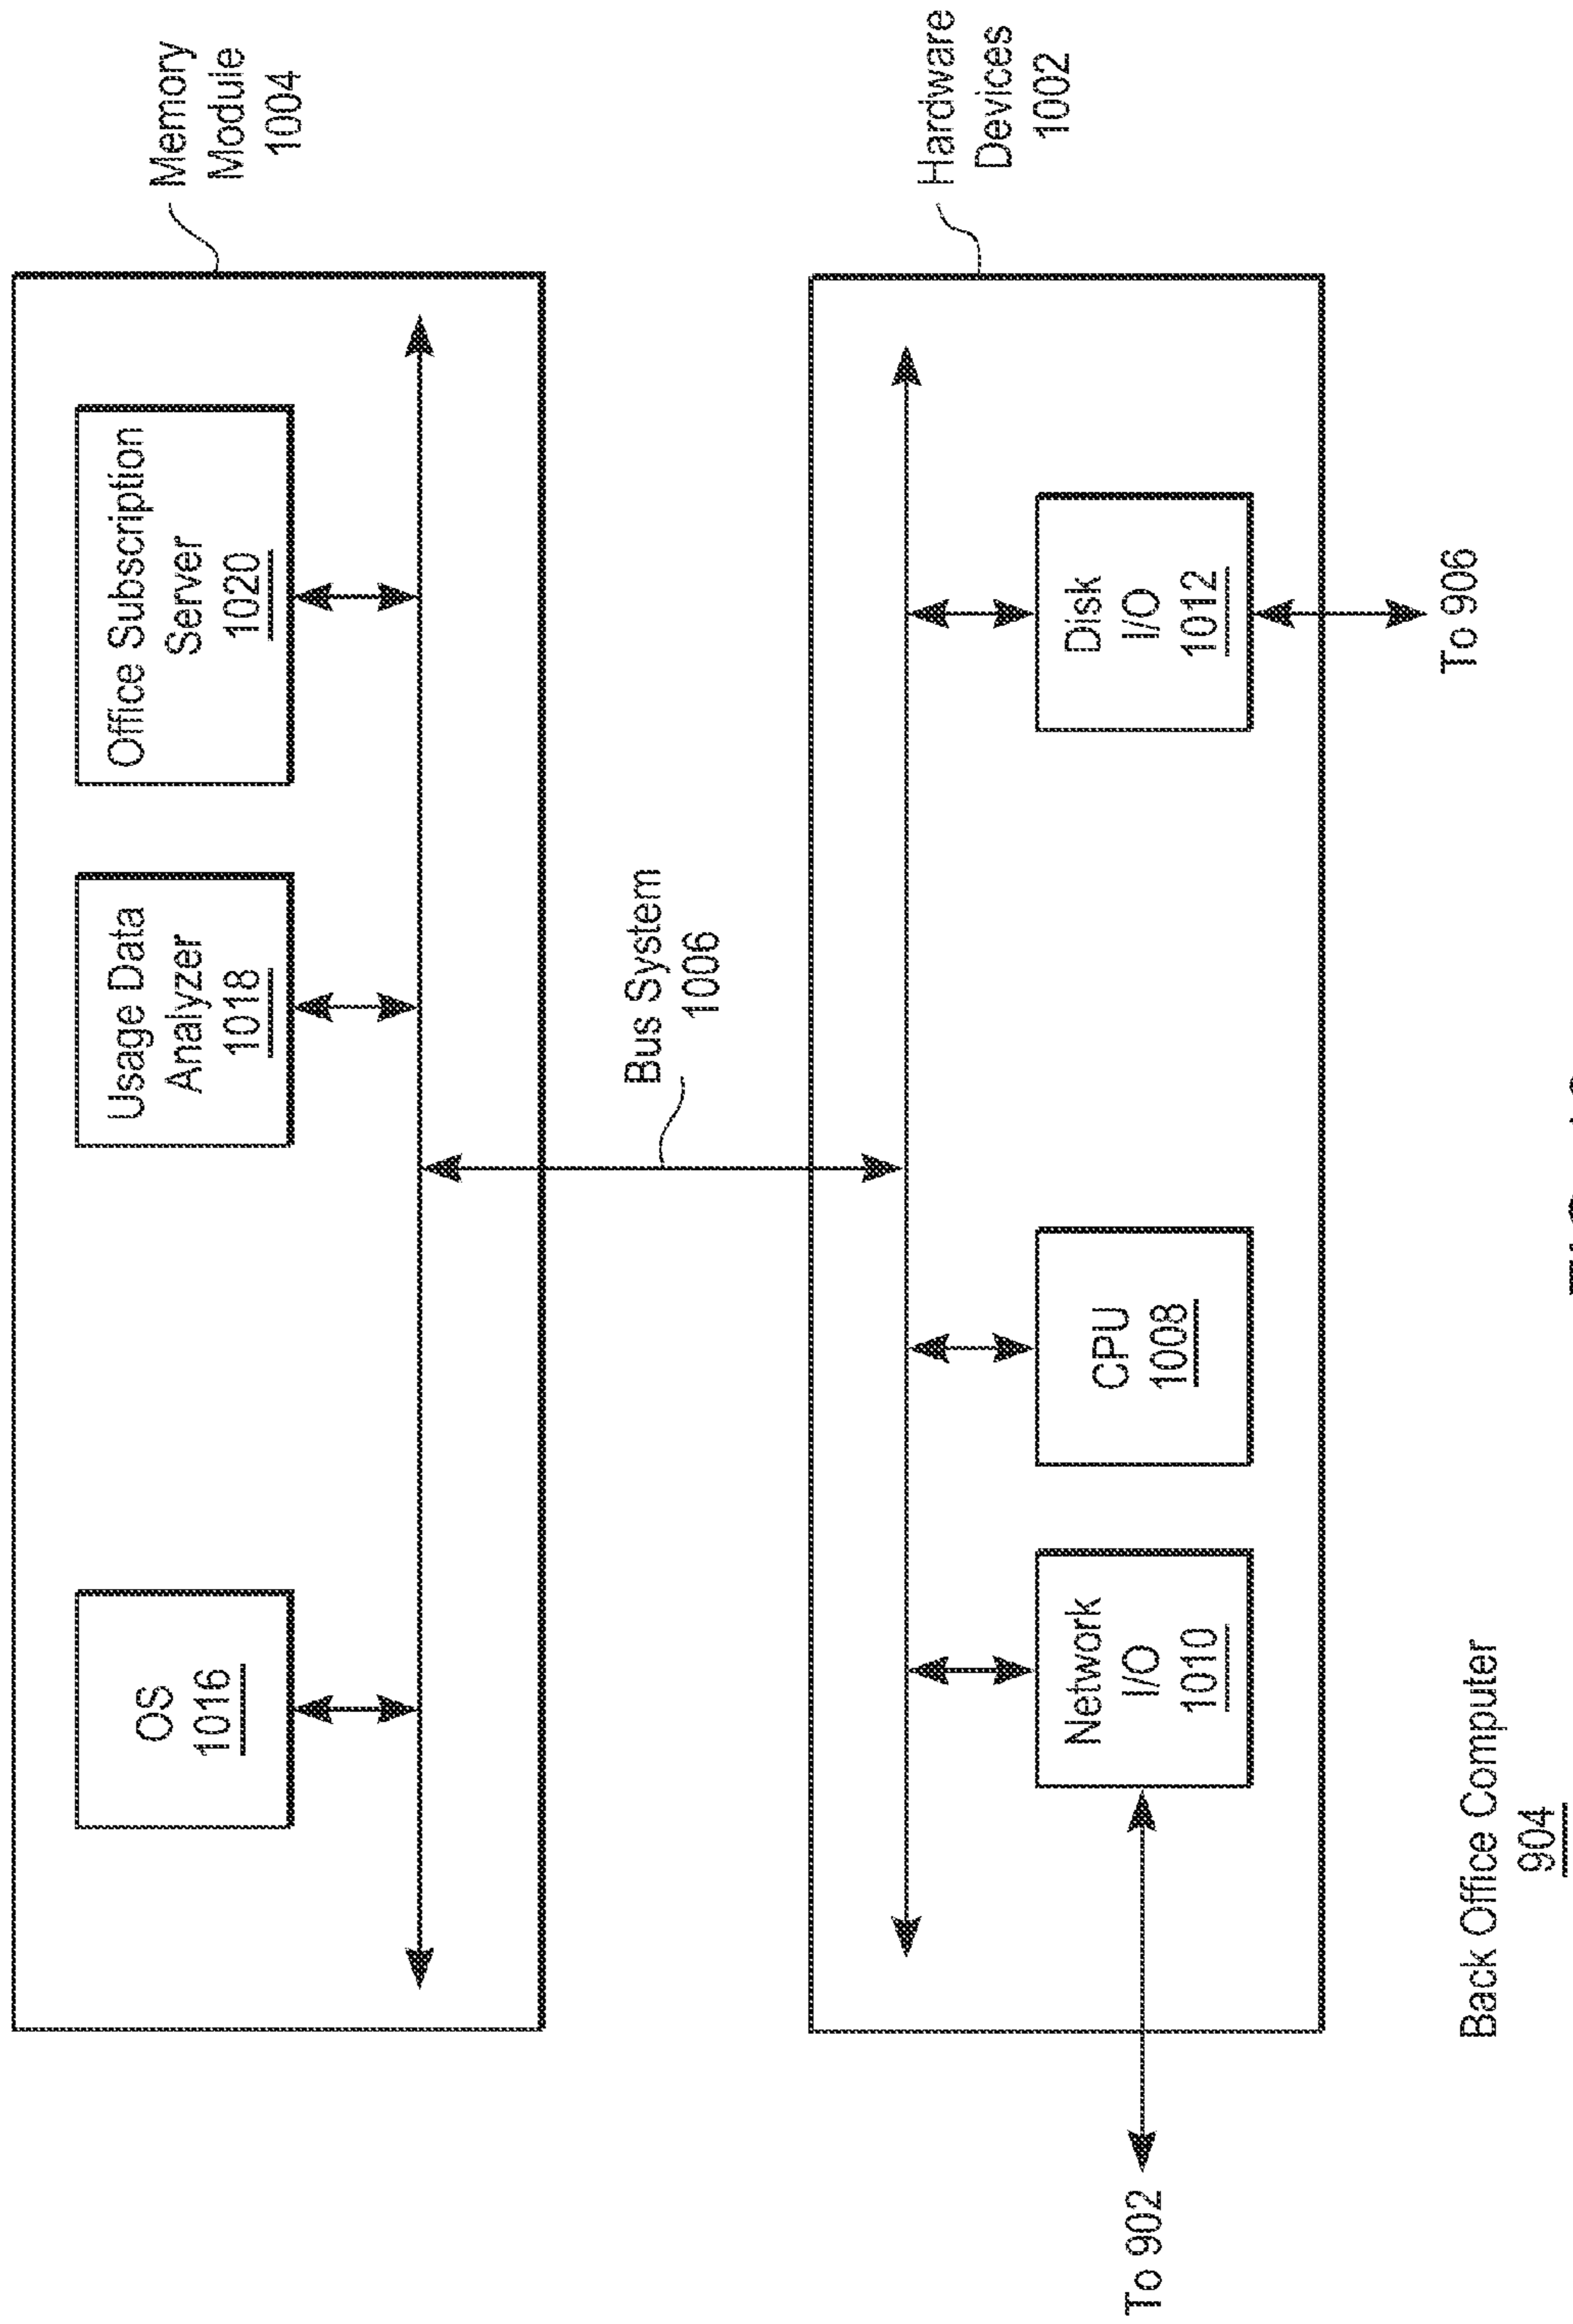 Memory
Module
1004
OS
1016
Usage Data
Analyzer
1018
Office Subscription
Server
1020
Bus System
1006
Hardware
Devices
1002
To 902
Network
I/O
1010
CPU
1008
Disk
I/O
1012
To 906
Back Office Computer
904